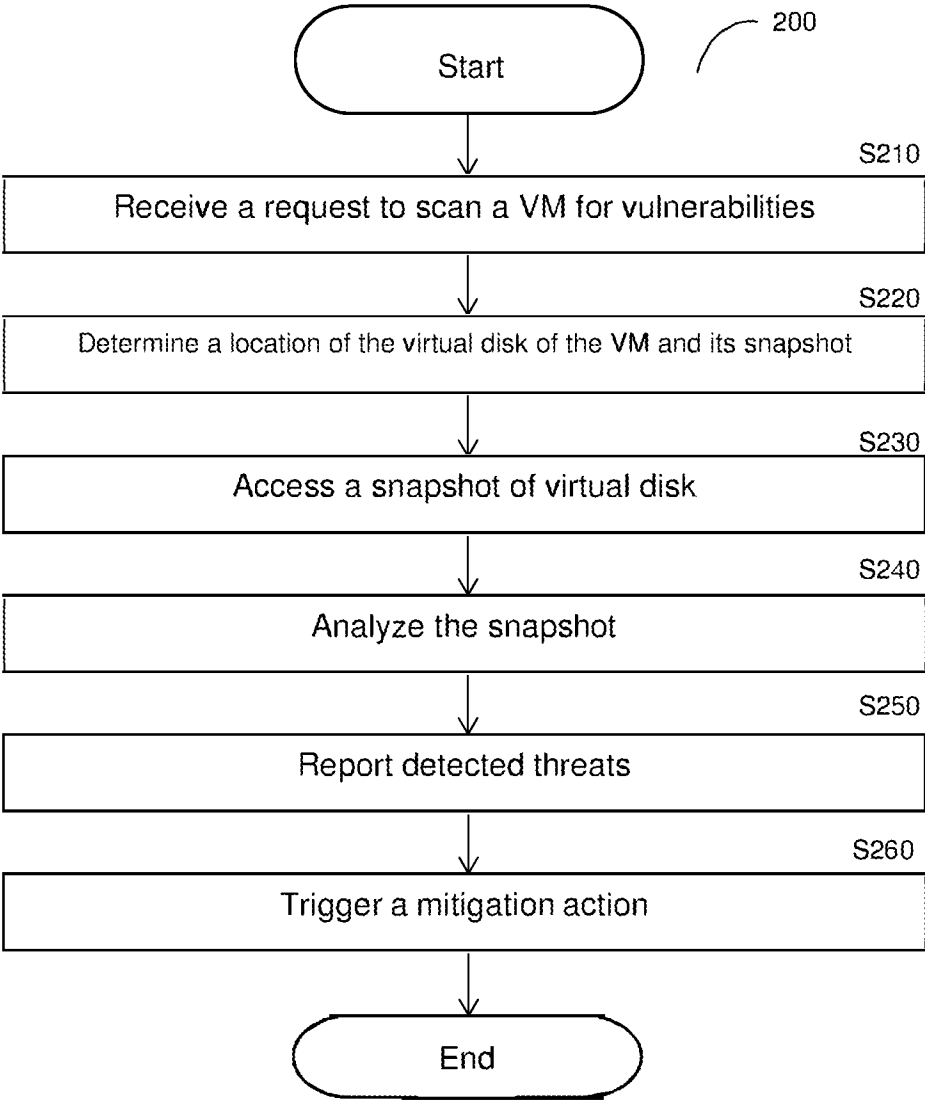 200
Start
S210
Receive a request to scan a VM for vulnerabilities
S220
Determine a location of the virtual disk of the VM and its snapshot
S230
Access a snapshot of virtual disk
S240
Analyze the snapshot
S250
Report detected threats
S260
Trigger a mitigation action
End